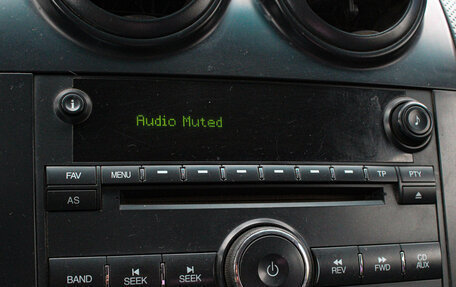 i
Audio Muted
FAV MENU TP PTY
AS
BAND SEEK SEEK REV FWD CD AUX